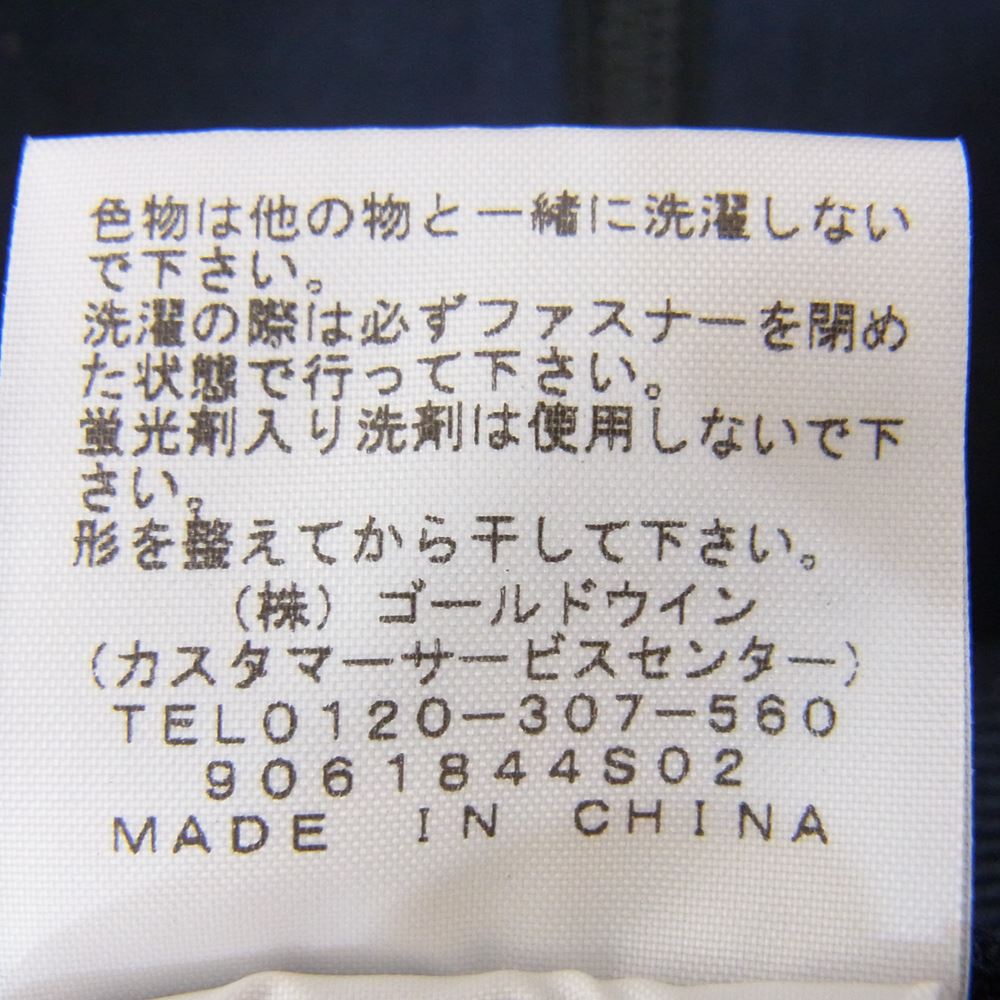 色物は他の物と一緒に洗濯しない
で下さい。
洗濯の際は必ずファスナーを閉め
た状態で行って下さい。
蛍光剤入り洗剤は使用しないで下
さい。
形を整えてから干して下さい。
(株) ゴールドウイン
(カスタマーサービスセンター)
TEL0120-307-560
9061844S02
MADE IN CHINA